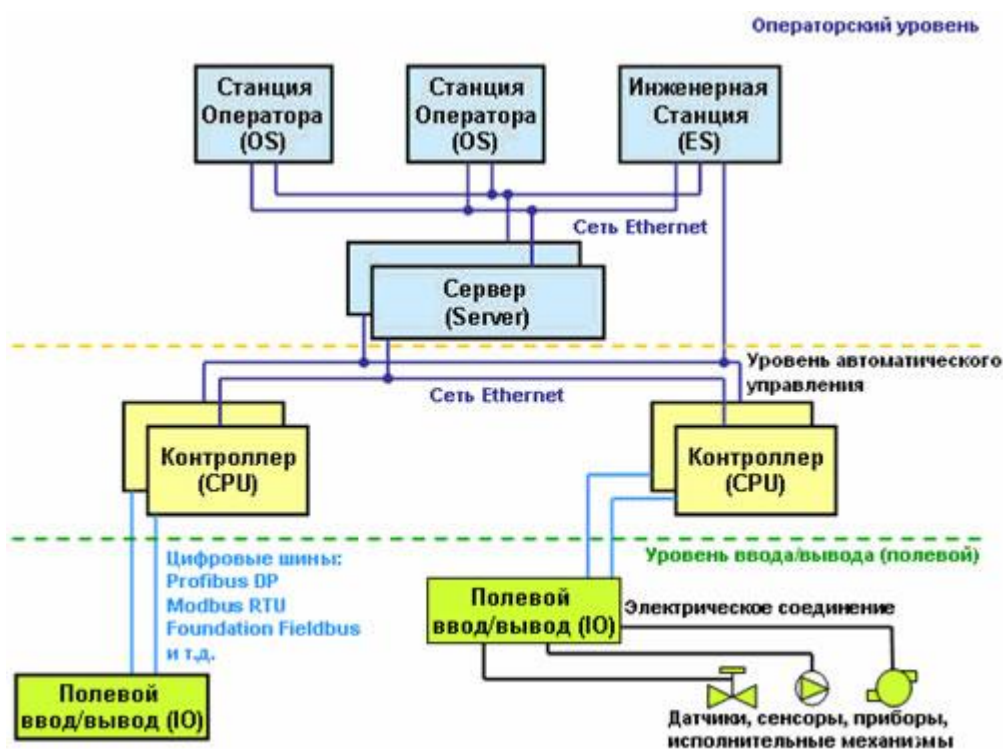 Операторский уровень
Станция
Оператора
(OS)
Станция
Оператора
(OS)
Инженерная
Станция
(ES)
Сеть Ethernet
Сервер
(Server)
Уровень автоматического
управления
Сеть Ethernet
Контроллер
(CPU)
Контроллер
(CPU)
Уровень ввода/вывода (полевой)
Цифровые шины:
Profibus DP
Modbus RTU
Foundation Fieldbus
и т.д.
Полевой
ввод/вывод (IO)
Электрическое соединение
Полевой
ввод/вывод (IO)
Датчики, сенсоры, приборы,
исполнительные механизмы